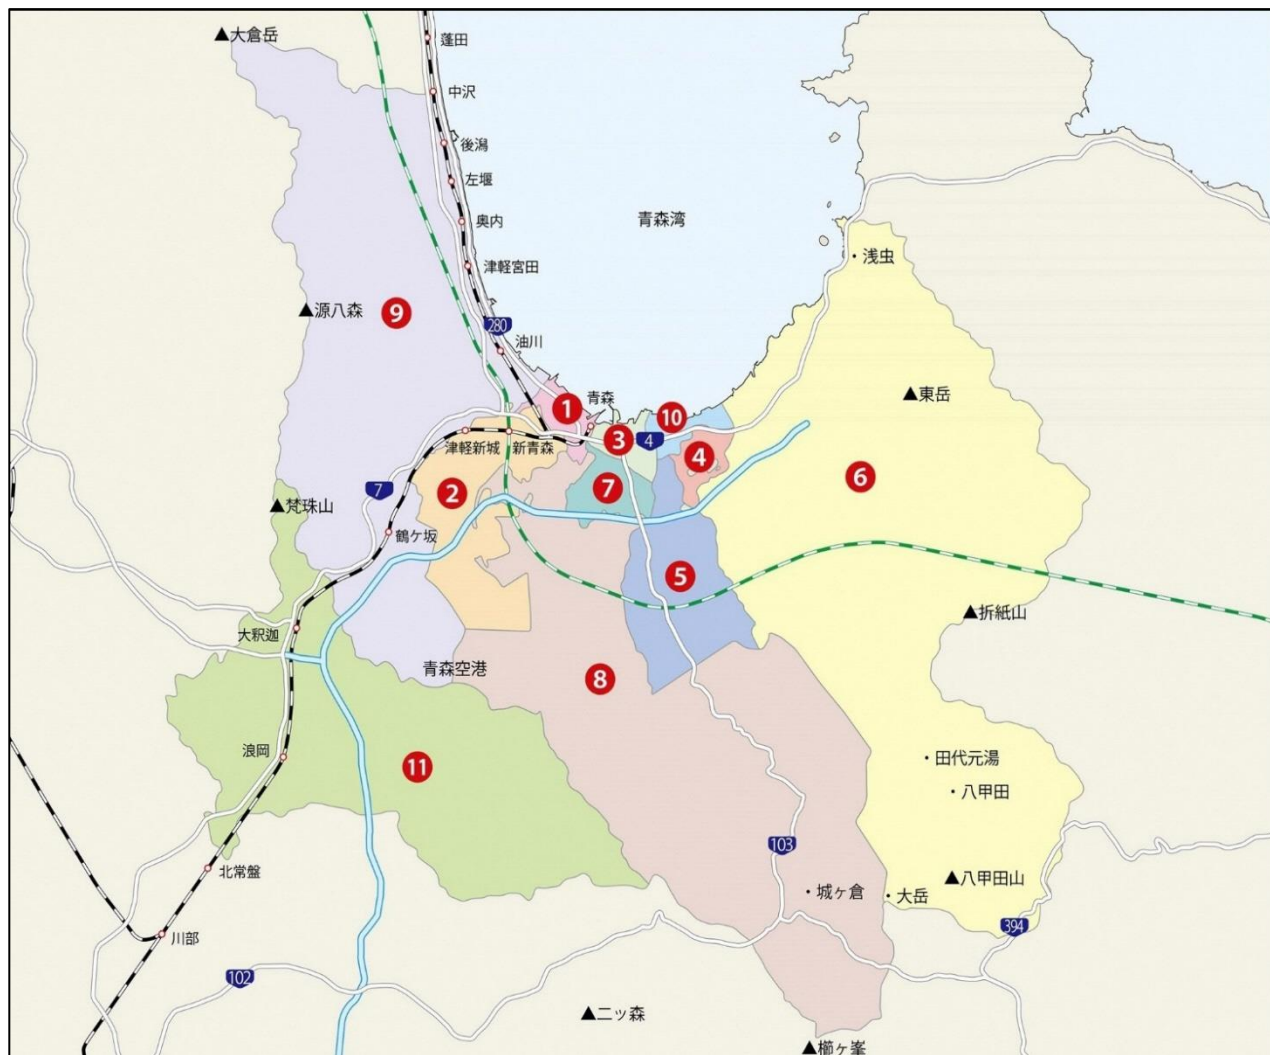 ▲大倉岳
蓬田
中沢
後潟
左堰
奥内
青森湾
津軽宮田
・浅虫
▲源八森
9
280
油川
青森
▲東岳
1
10
3
4
津軽新城
新青森
4
6
7
2
7
▲梵珠山
鶴ケ坂
5
▲折紙山
大釈迦
青森空港
8
浪岡
・田代元湯
11
・八甲田
103
北常盤
▲八甲田山
・城ヶ倉
・大岳
394
川部
102
▲二ッ森
▲櫛ヶ峯